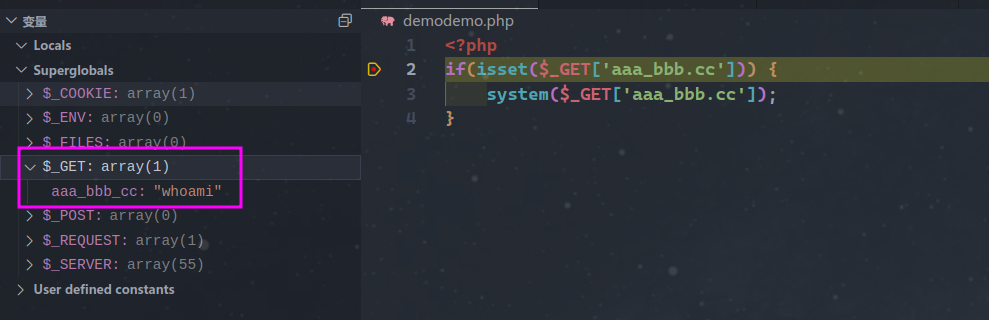 变量
Locals
Superglobals
$_COOKIE: array(1)
$_ENV: array(0)
$_FILES: array(0)
$_GET: array(1)
aaa_bbb_cc: "whoami"
$_POST: array(0)
$_REQUEST: array(1)
$_SERVER: array(55)
User defined constants
demodemo.php
1 <?php
2 if(isset($_GET['aaa_bbb.cc'])) {
3 system($_GET['aaa_bbb.cc']);
4 }